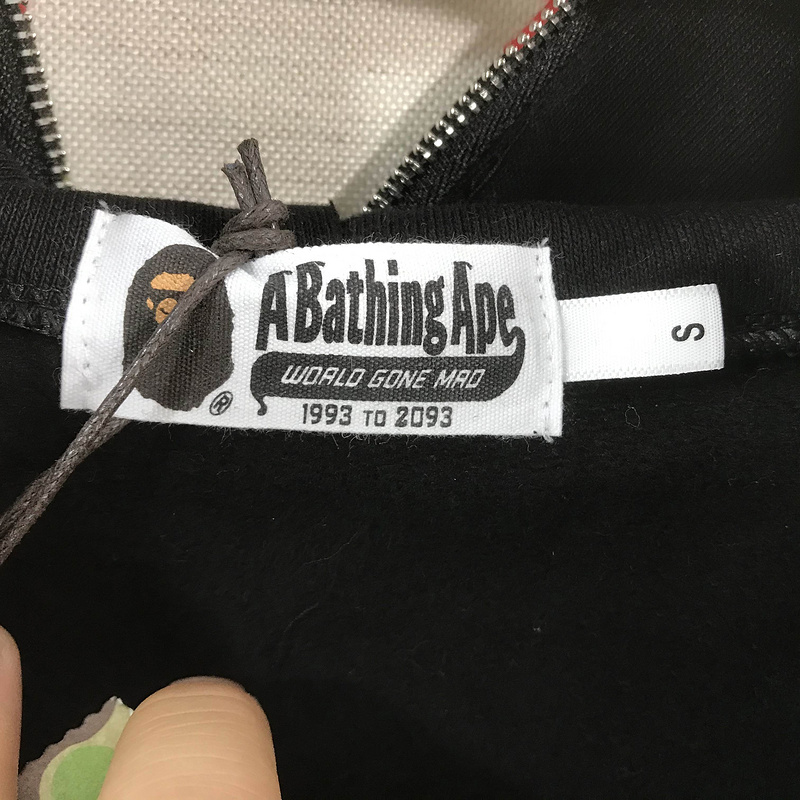 A Bathing Ape
WORLD GONE MAD
1993 TO 2093
®
S